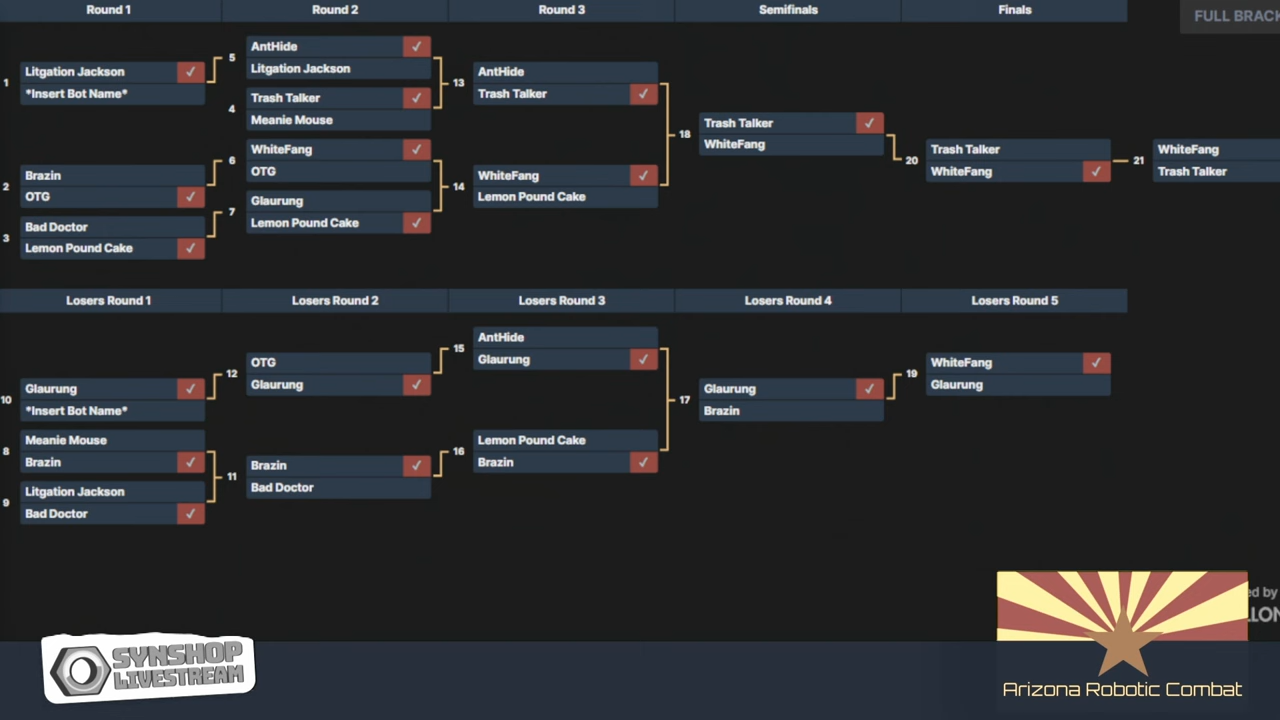 Round 1
Round 2
Round 3
Semifinals
Finals
FULL BRACK
1
Litgation Jackson
*Insert Bot Name*
2
Brazin
OTG
3
Bad Doctor
Lemon Pound Cake
5
AntHide
Litgation Jackson
4
Trash Talker
Meanie Mouse
6
WhiteFang
OTG
7
Glaurung
Lemon Pound Cake
13
AntHide
Trash Talker
14
WhiteFang
Lemon Pound Cake
18
Trash Talker
WhiteFang
20
Trash Talker
WhiteFang
21
WhiteFang
Trash Talker
Losers Round 1
Losers Round 2
Losers Round 3
Losers Round 4
Losers Round 5
10
Glaurung
*Insert Bot Name*
8
Meanie Mouse
Brazin
9
Litgation Jackson
Bad Doctor
12
OTG
Glaurung
11
Brazin
Bad Doctor
15
AntHide
Glaurung
16
Lemon Pound Cake
Brazin
17
Glaurung
Brazin
19
WhiteFang
Glaurung
ed by
LLON
SYNSHOP
LIVESTREAM
Arizona Robotic Combat